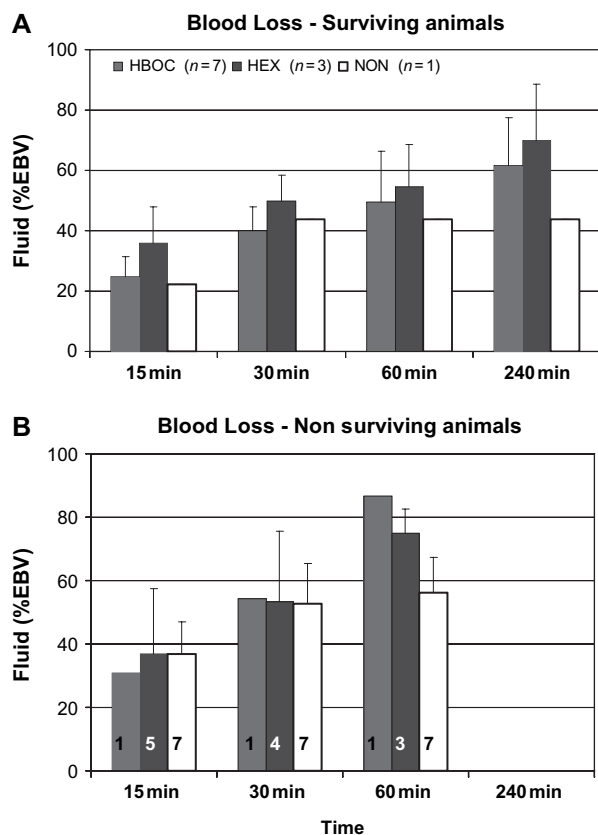 A
Blood Loss - Surviving animals
HBOC (n=7) HEX (n=3) NON (n=1)
Fluid (%EBV)
100
80
60
40
20
0
15 min 30 min 60 min 240 min
B
Blood Loss - Non surviving animals
Fluid (%EBV)
100
80
60
40
20
0
1 5 7 1 4 7 1 3 7
15 min 30 min 60 min 240 min
Time